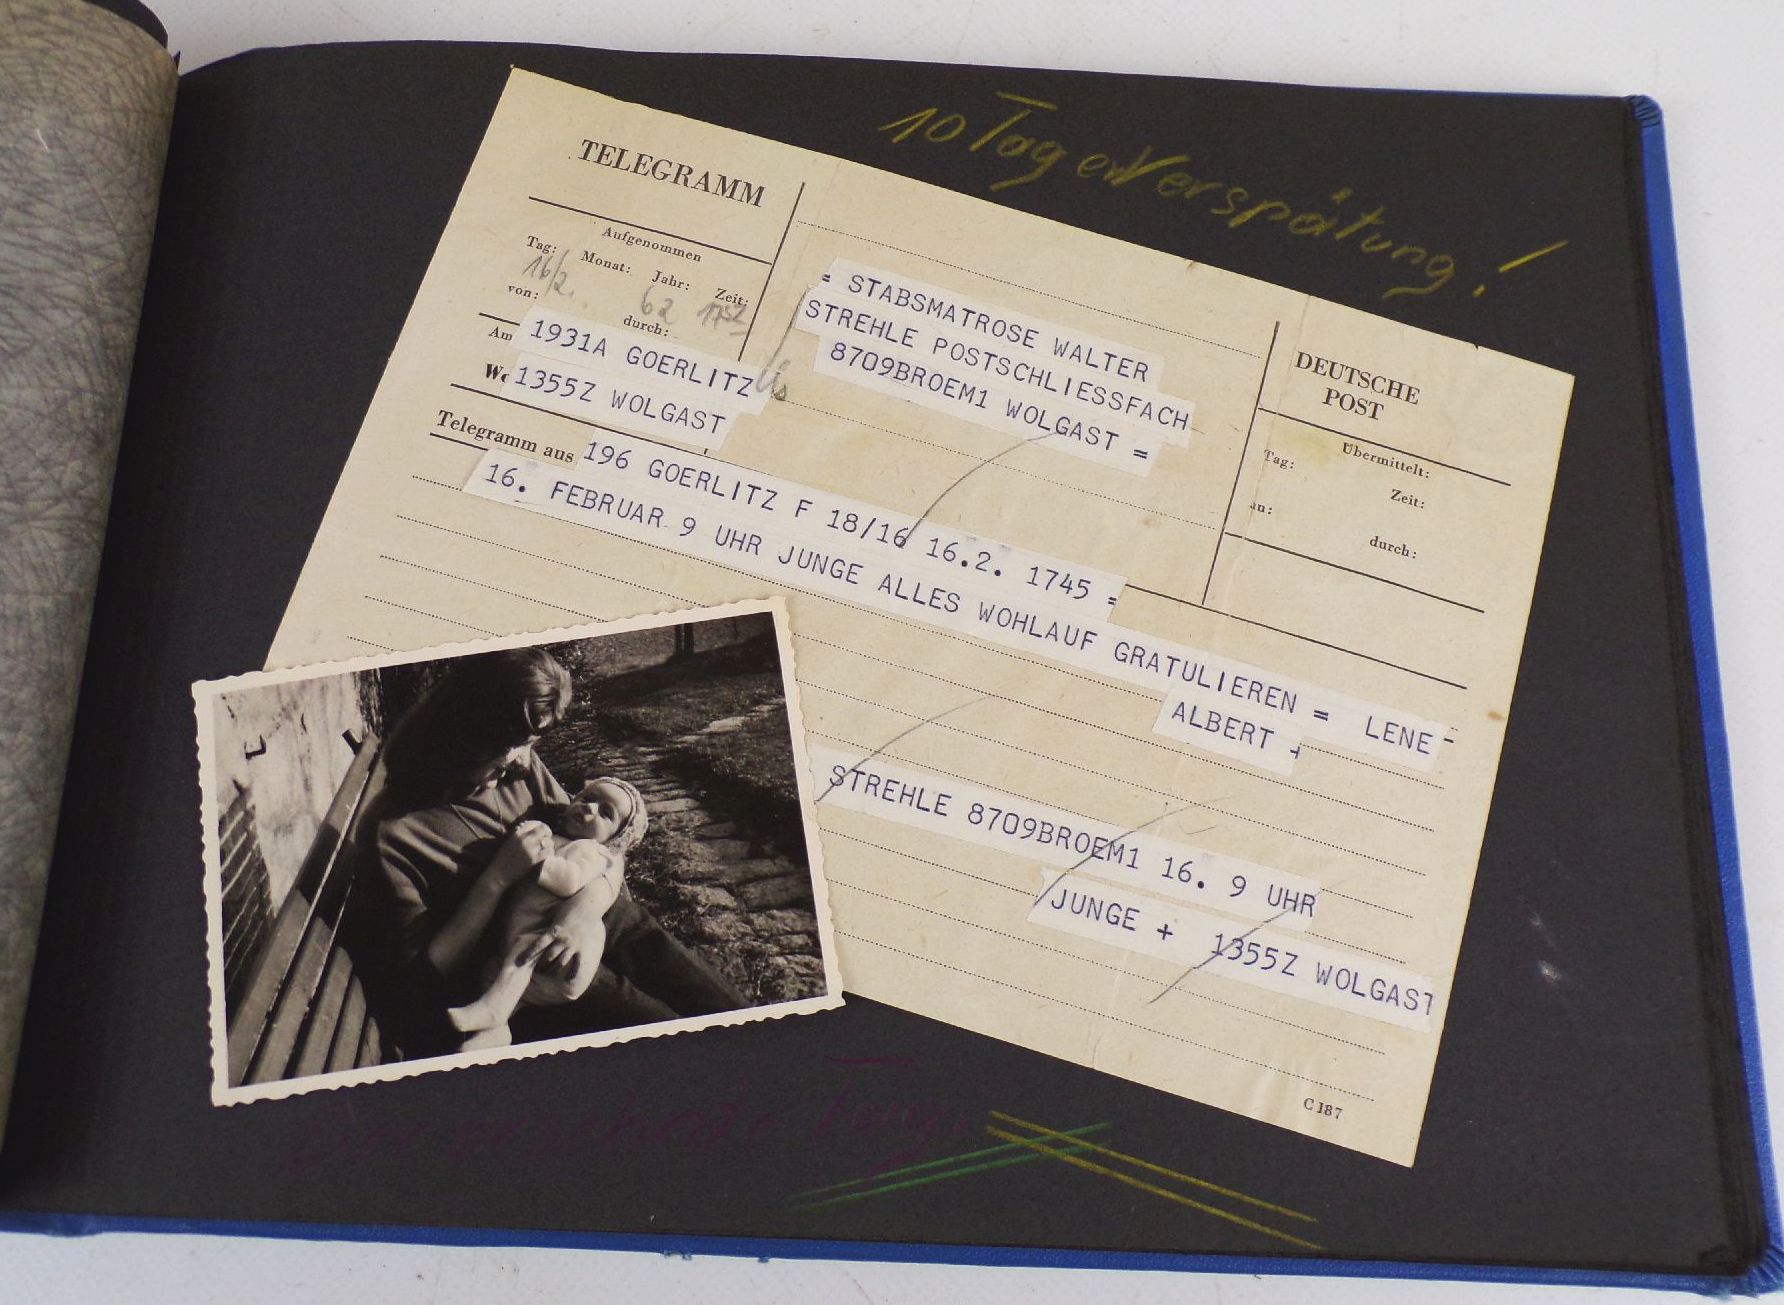 10 Tage Verspätung!
TELEGRAMM
Aufgenommen
Tag: Monat: Jahr: Zeit:
16/2. 62 1752
von: durch:
= STABSMATROSE WALTER
STREHLE POSTSCHLIESSFACH
8709BROEM1 WOLGAST =
DEUTSCHE
POST
Übermittelt:
Tag: Zeit:
an: durch:
Am 1931A GOERLITZ
1355Z WOLGAST
Telegramm aus 196 GOERLITZ F 18/16 16.2. 1745 =
16. FEBRUAR 9 UHR JUNGE ALLES WOHLAUF GRATULIEREN = LENE -
ALBERT +
STREHLE 8709BROEM1 16. 9 UHR
JUNGE + 1355Z WOLGAST
C 187
Der